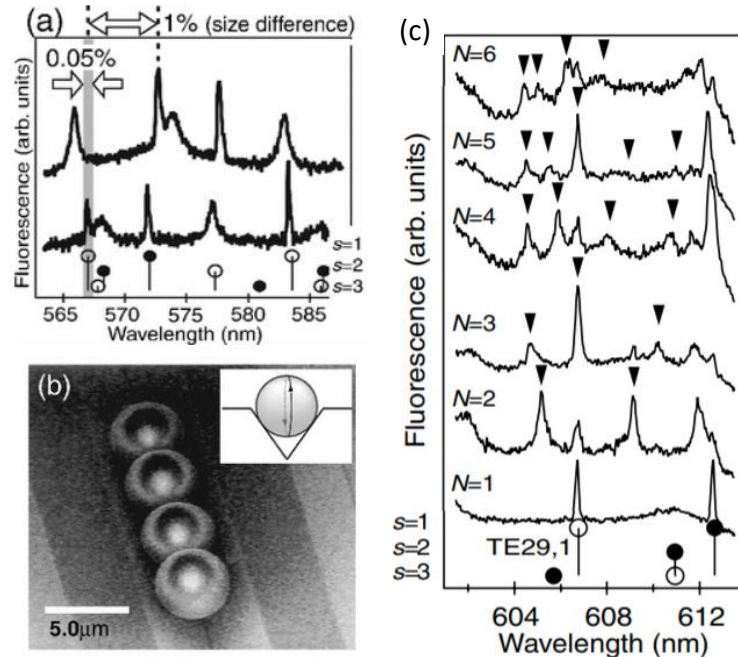 (a)
1% (size difference)
0.05%
Fluorescence (arb. units)
s=1
s=2
s=3
565 570 575 580 585
Wavelength (nm)
(b)
5.0μm
(c)
N=6
N=5
N=4
N=3
N=2
N=1
Fluorescence (arb. units)
s=1
s=2
s=3
TE29,1
604 608 612
Wavelength (nm)